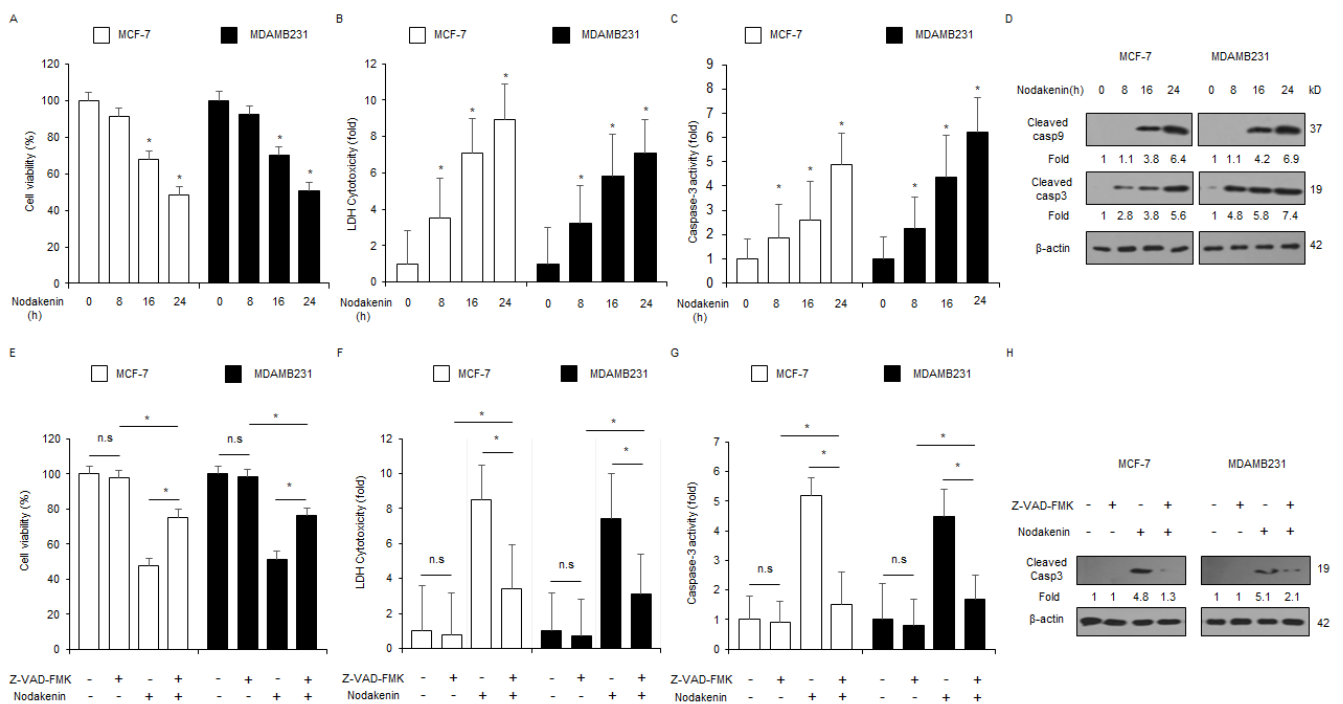 A
MCF-7 MDAMB231
Cell viability (%)
120
100
80
60
40
20
0
* * * *
Nodakenin (h) 0 8 16 24 0 8 16 24
B
MCF-7 MDAMB231
LDH Cytotoxicity (fold)
12
10
8
6
4
2
0
* * * * * *
Nodakenin (h) 0 8 16 24 0 8 16 24
C
MCF-7 MDAMB231
Caspase-3 activity (fold)
9
8
7
6
5
4
3
2
1
0
* * * * * *
Nodakenin (h) 0 8 16 24 0 8 16 24
D
MCF-7 MDAMB231
Nodakenin(h) 0 8 16 24 0 8 16 24 kD
Cleaved
casp9 37
Fold 1 1.1 3.8 6.4 1 1.1 4.2 6.9
Cleaved
casp3 19
Fold 1 2.8 3.8 5.6 1 4.8 5.8 7.4
β-actin 42
E
MCF-7 MDAMB231
Cell viability (%)
120
100
80
60
40
20
0
* *
n.s n.s
* *
Z-VAD-FMK - + - + - + - +
Nodakenin - - + + - - + +
F
MCF-7 MDAMB231
LDH Cytotoxicity (fold)
12
10
8
6
4
2
0
* *
* *
n.s n.s
Z-VAD-FMK - + - + - + - +
Nodakenin - - + + - - + +
G
MCF-7 MDAMB231
Caspase-3 activity (fold)
7
6
5
4
3
2
1
0
* *
* *
n.s n.s
Z-VAD-FMK - + - + - + - +
Nodakenin - - + + - - + +
H
MCF-7 MDAMB231
Z-VAD-FMK - + - + - + - +
Nodakenin - - + + - - + +
Cleaved
Casp3 19
Fold 1 1 4.8 1.3 1 1 5.1 2.1
β-actin 42